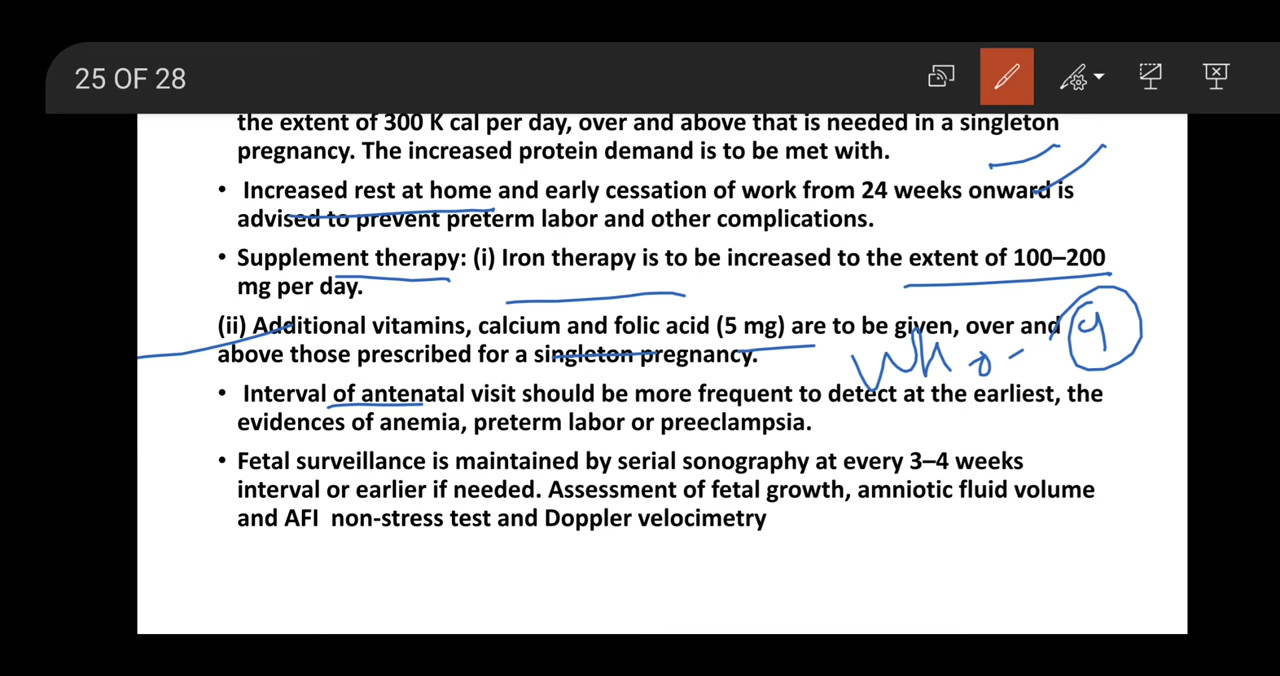 25 OF 28
the extent of 300 K cal per day, over and above that is needed in a singleton
pregnancy. The increased protein demand is to be met with.
• Increased rest at home and early cessation of work from 24 weeks onward is
advised to prevent preterm labor and other complications.
• Supplement therapy: (i) Iron therapy is to be increased to the extent of 100–200
mg per day.
(ii) Additional vitamins, calcium and folic acid (5 mg) are to be given, over and
above those prescribed for a singleton pregnancy.
Who -
• Interval of antenatal visit should be more frequent to detect at the earliest, the
evidences of anemia, preterm labor or preeclampsia.
• Fetal surveillance is maintained by serial sonography at every 3–4 weeks
interval or earlier if needed. Assessment of fetal growth, amniotic fluid volume
and AFI non-stress test and Doppler velocimetry